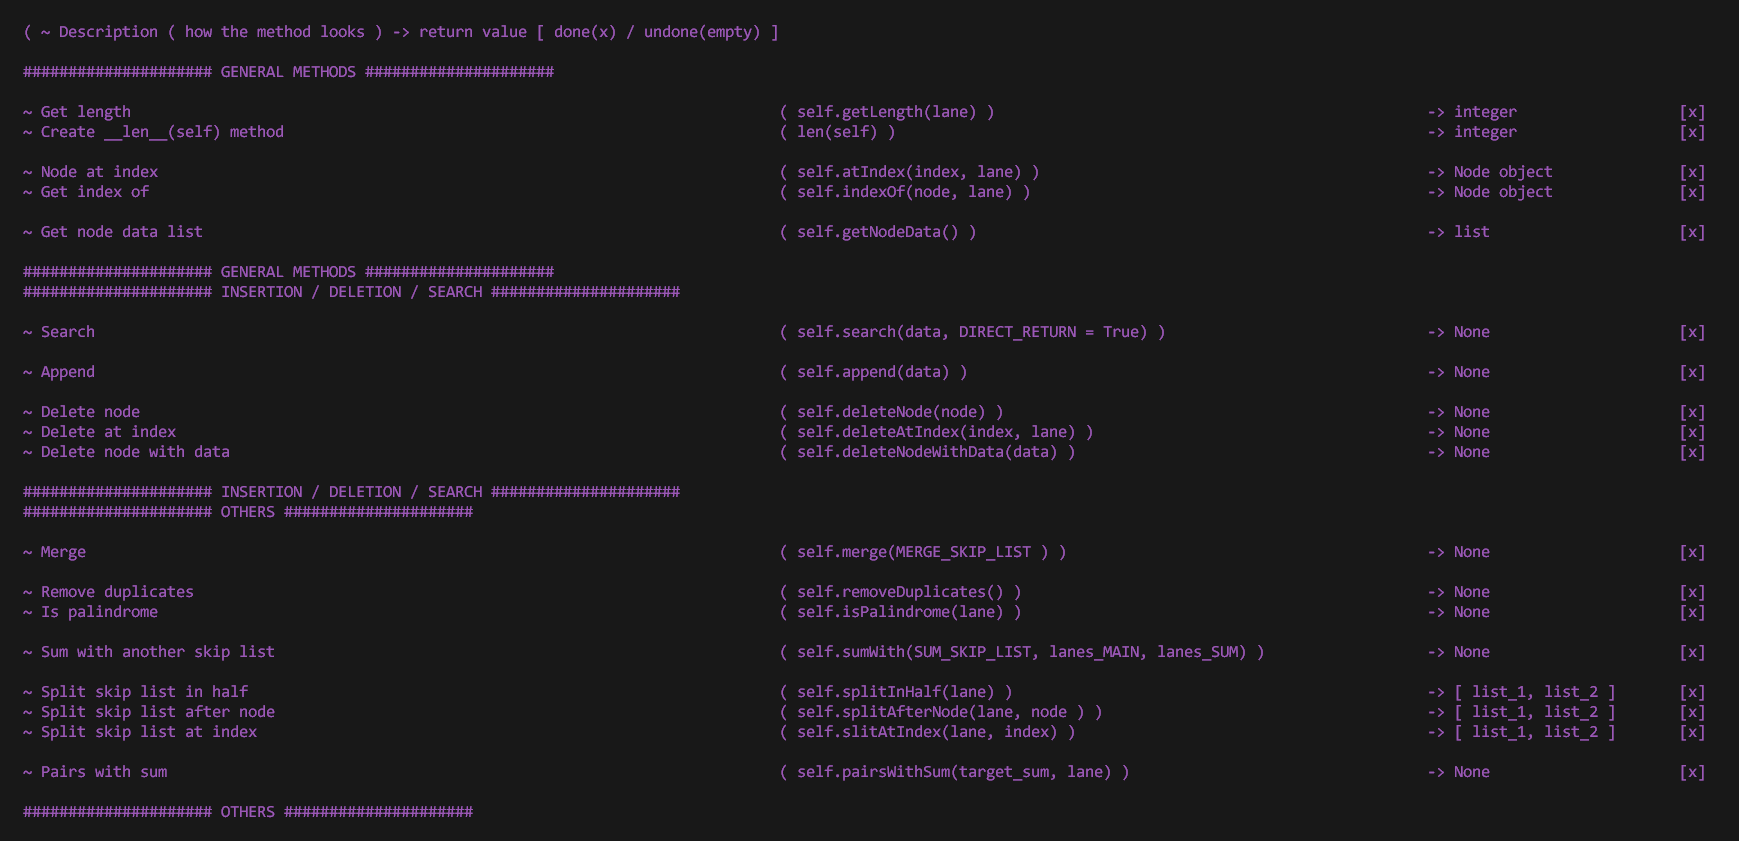 ( ~ Description ( how the method looks ) -> return value [ done(x) / undone(empty) ]
##################### GENERAL METHODS #####################
~ Get length ( self.getLength(lane) ) -> integer [x]
~ Create __len__(self) method ( len(self) ) -> integer [x]
~ Node at index ( self.atIndex(index, lane) ) -> Node object [x]
~ Get index of ( self.indexOf(node, lane) ) -> Node object [x]
~ Get node data list ( self.getNodeData() ) -> list [x]
##################### GENERAL METHODS #####################
##################### INSERTION / DELETION / SEARCH #####################
~ Search ( self.search(data, DIRECT_RETURN = True) ) -> None [x]
~ Append ( self.append(data) ) -> None [x]
~ Delete node ( self.deleteNode(node) ) -> None [x]
~ Delete at index ( self.deleteAtIndex(index, lane) ) -> None [x]
~ Delete node with data ( self.deleteNodeWithData(data) ) -> None [x]
##################### INSERTION / DELETION / SEARCH #####################
##################### OTHERS #####################
~ Merge ( self.merge(MERGE_SKIP_LIST ) ) -> None [x]
~ Remove duplicates ( self.removeDuplicates() ) -> None [x]
~ Is palindrome ( self.isPalindrome(lane) ) -> None [x]
~ Sum with another skip list ( self.sumWith(SUM_SKIP_LIST, lanes_MAIN, lanes_SUM) ) -> None [x]
~ Split skip list in half ( self.splitInHalf(lane) ) -> [ list_1, list_2 ] [x]
~ Split skip list after node ( self.splitAfterNode(lane, node ) ) -> [ list_1, list_2 ] [x]
~ Split skip list at index ( self.slitAtIndex(lane, index) ) -> [ list_1, list_2 ] [x]
~ Pairs with sum ( self.pairsWithSum(target_sum, lane) ) -> None [x]
##################### OTHERS #####################